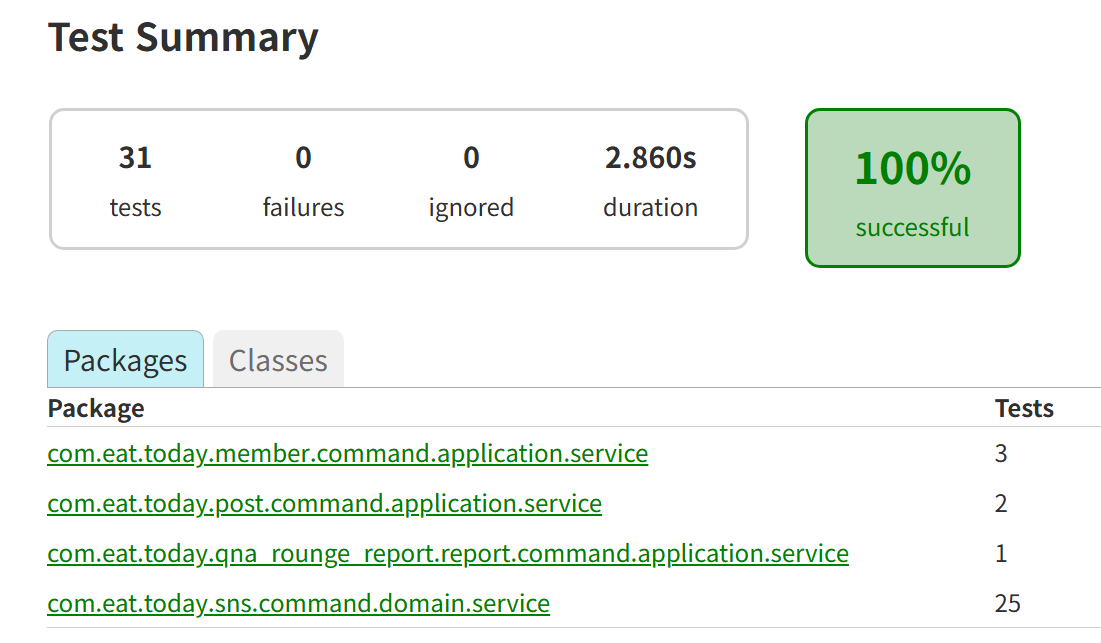 Test Summary
31 0 0 2.860s
tests failures ignored duration
100%
successful
Packages Classes
Package Tests
com.eat.today.member.command.application.service 3
com.eat.today.post.command.application.service 2
com.eat.today.qna_rounge_report.report.command.application.service 1
com.eat.today.sns.command.domain.service 25